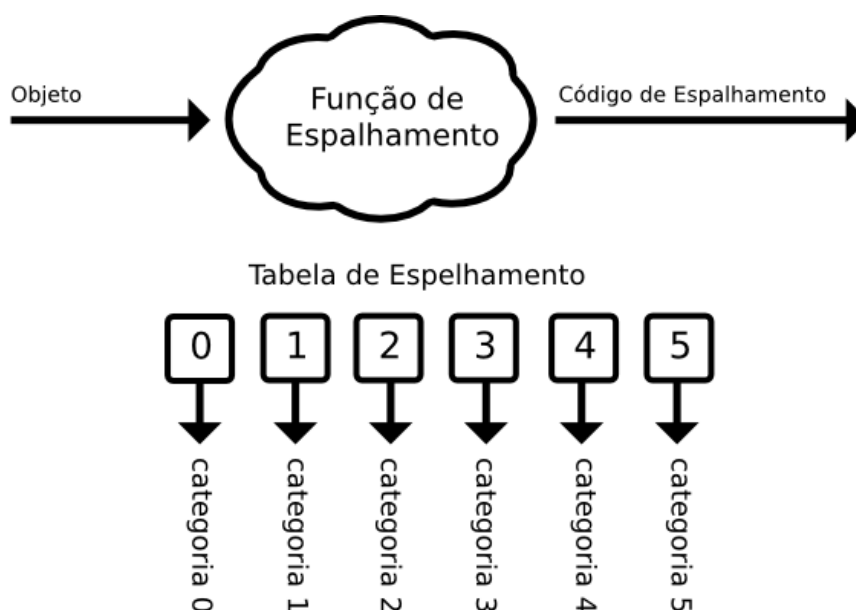 Objeto
Função de
Espalhamento
Código de Espalhamento
Tabela de Espelhamento
0 1 2 3 4 5
categoria 0
categoria 1
categoria 2
categoria 3
categoria 4
categoria 5